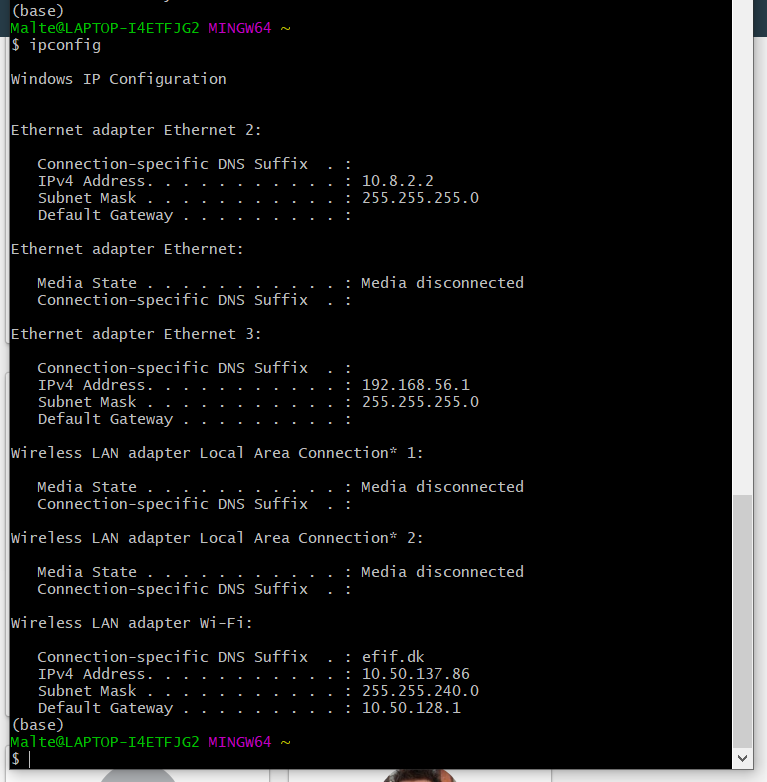 (base)
Malte@LAPTOP-I4ETFJG2 MINGW64 ~
$ ipconfig
Windows IP Configuration
Ethernet adapter Ethernet 2:
Connection-specific DNS Suffix  . :
IPv4 Address. . . . . . . . . . . : 10.8.2.2
Subnet Mask . . . . . . . . . . . : 255.255.255.0
Default Gateway . . . . . . . . . :
Ethernet adapter Ethernet:
Media State . . . . . . . . . . . : Media disconnected
Connection-specific DNS Suffix  . :
Ethernet adapter Ethernet 3:
Connection-specific DNS Suffix  . :
IPv4 Address. . . . . . . . . . . : 192.168.56.1
Subnet Mask . . . . . . . . . . . : 255.255.255.0
Default Gateway . . . . . . . . . :
Wireless LAN adapter Local Area Connection* 1:
Media State . . . . . . . . . . . : Media disconnected
Connection-specific DNS Suffix  . :
Wireless LAN adapter Local Area Connection* 2:
Media State . . . . . . . . . . . : Media disconnected
Connection-specific DNS Suffix  . :
Wireless LAN adapter Wi-Fi:
Connection-specific DNS Suffix  . : efif.dk
IPv4 Address. . . . . . . . . . . : 10.50.137.86
Subnet Mask . . . . . . . . . . . : 255.255.240.0
Default Gateway . . . . . . . . . : 10.50.128.1
(base)
Malte@LAPTOP-I4ETFJG2 MINGW64 ~
$